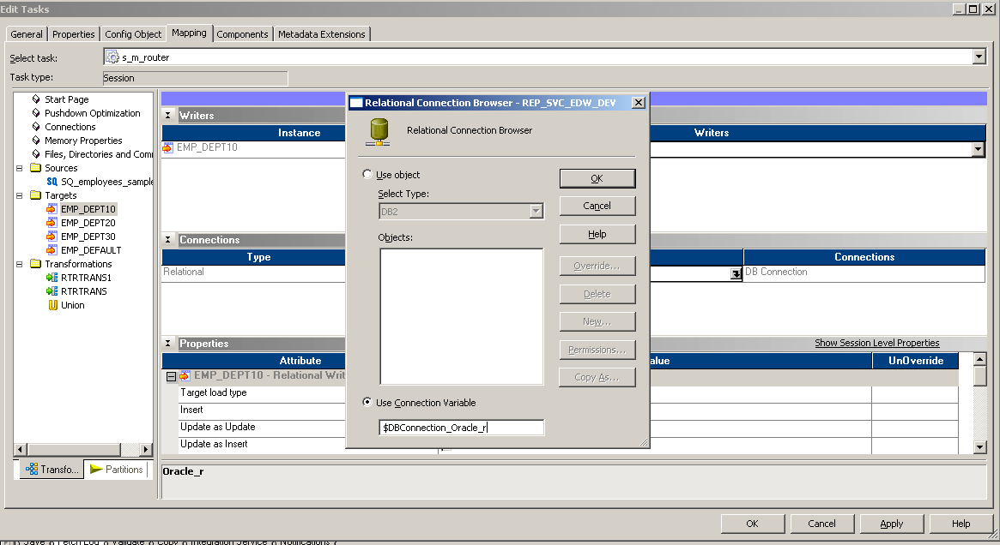 Edit Tasks
General Properties Config Object Mapping Components Metadata Extensions
Select task: s_m_router
Task type: Session
Start Page
Pushdown Optimization
Connections
Memory Properties
Files, Directories and Com
Sources
SQ_employees_sample
Targets
EMP_DEPT10
EMP_DEPT20
EMP_DEPT30
EMP_DEFAULT
Transformations
RTRTRANS1
RTRTRANS
Union
Transfo... Partitions
Writers
Instance Writers
EMP_DEPT10
Connections
Type Connections
Relational DB Connection
Properties Show Session Level Properties
Attribute alue UnOverride
EMP_DEPT10 - Relational Writ
Target load type
Insert
Update as Update
Update as Insert
Oracle_r
Relational Connection Browser - REP_SVC_EDW_DEV
Relational Connection Browser
Use object
Select Type:
DB2
Objects:
Use Connection Variable
$DBConnection_Oracle_r
OK
Cancel
Help
Override...
Delete
New...
Permissions...
Copy As...
OK Cancel Apply Help